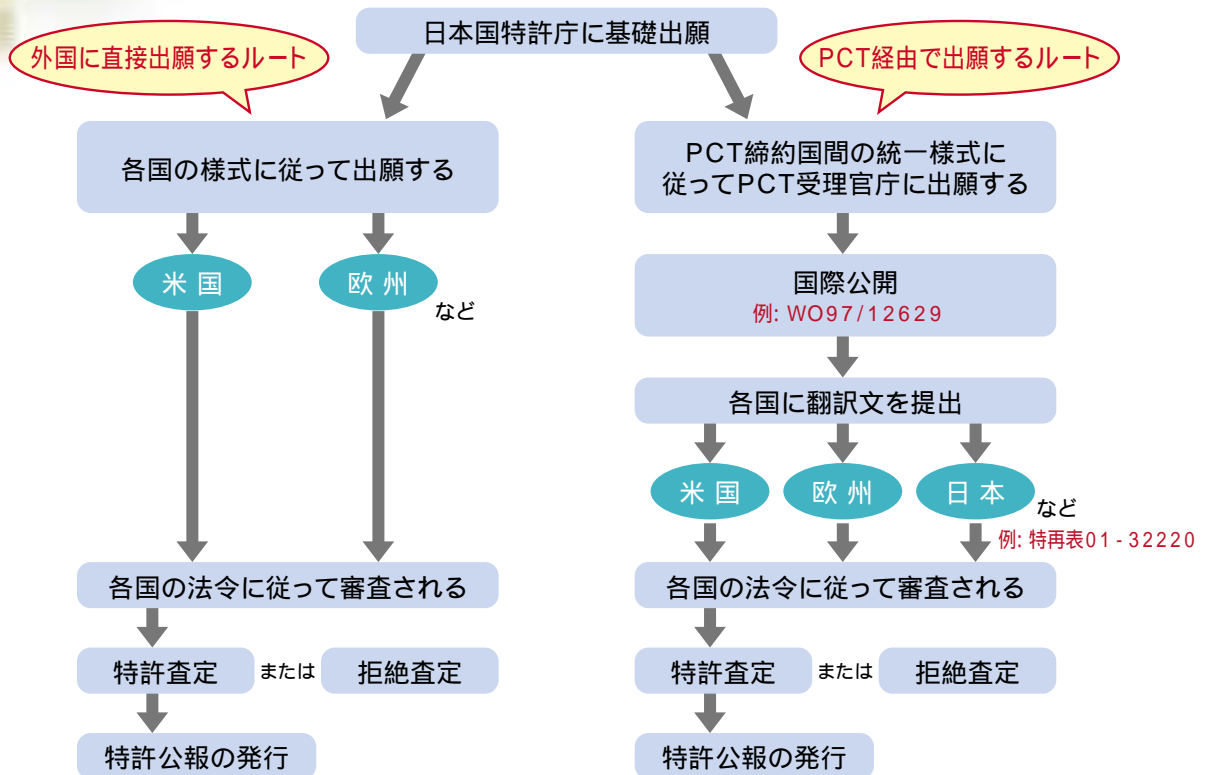 日本国特許庁に基礎出願
外国に直接出願するルート
PCT経由で出願するルート
各国の様式に従って出願する
米国
欧州
など
各国の法令に従って審査される
特許査定
または
拒絶査定
特許公報の発行
PCT締約国間の統一様式に
従ってPCT受理官庁に出願する
国際公開
例: WO97/12629
各国に翻訳文を提出
米国
欧州
日本
など
例: 特再表01-32220
各国の法令に従って審査される
特許査定
または
拒絶査定
特許公報の発行